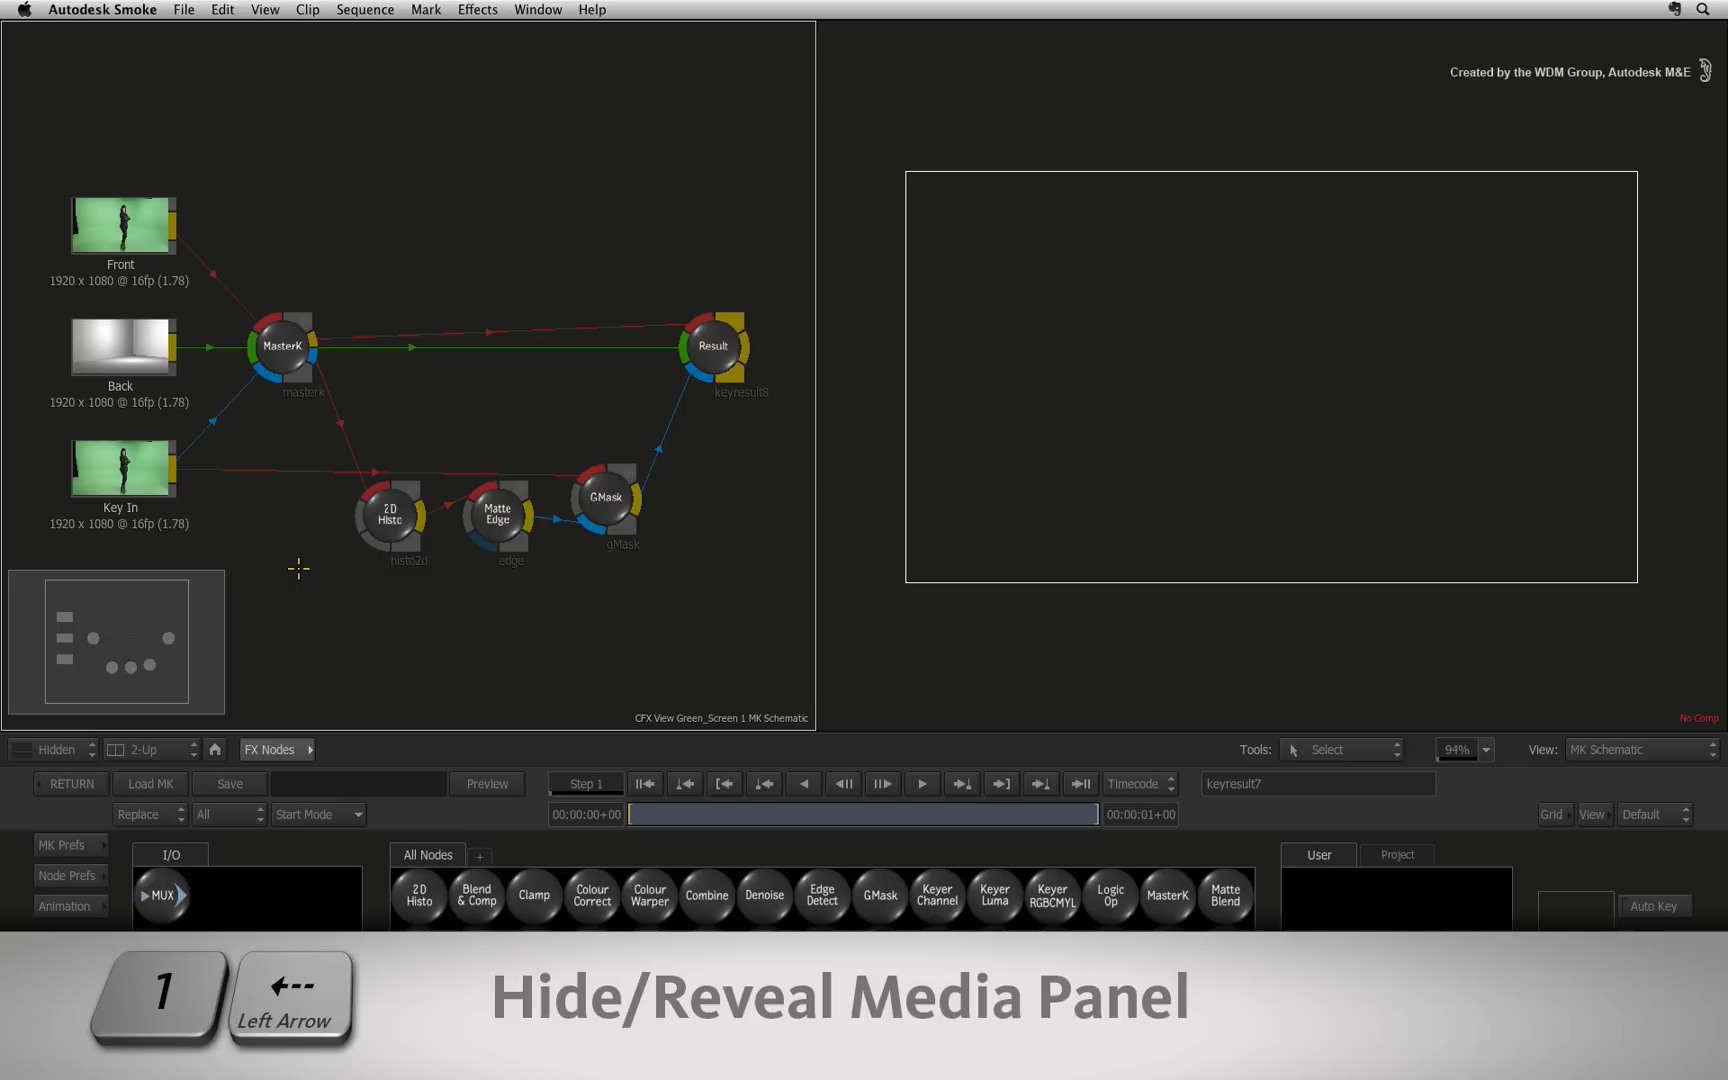 Autodesk Smoke File Edit View Clip Sequence Mark Effects Window Help
Created by the WDM Group, Autodesk M&E
Front
1920 x 1080 @ 16fp (1.78)
MasterK
masterk
Result
keyresult8
Back
1920 x 1080 @ 16fp (1.78)
Key In
1920 x 1080 @ 16fp (1.78)
2D Histo
histo2d
Matte Edge
edge
GMask
gMask
CFX View Green_Screen 1 MK Schematic
No Comp
Hidden 2-Up FX Nodes Tools: Select 94% View: MK Schematic
RETURN Load MK Save Preview Step 1 Timecode keyresult7
Replace All Start Mode 00:00:00+00 00:00:01+00 Grid View Default
MK Prefs I/O All Nodes + User Project
Node Prefs
Animation
MUX
2D Histo
Blend & Comp
Clamp
Colour Correct
Colour Warper
Combine
Denoise
Edge Detect
GMask
Keyer Channel
Keyer Luma
Keyer RGBCMYL
Logic Op
MasterK
Matte Blend
Auto Key
1
Left Arrow
Hide/Reveal Media Panel